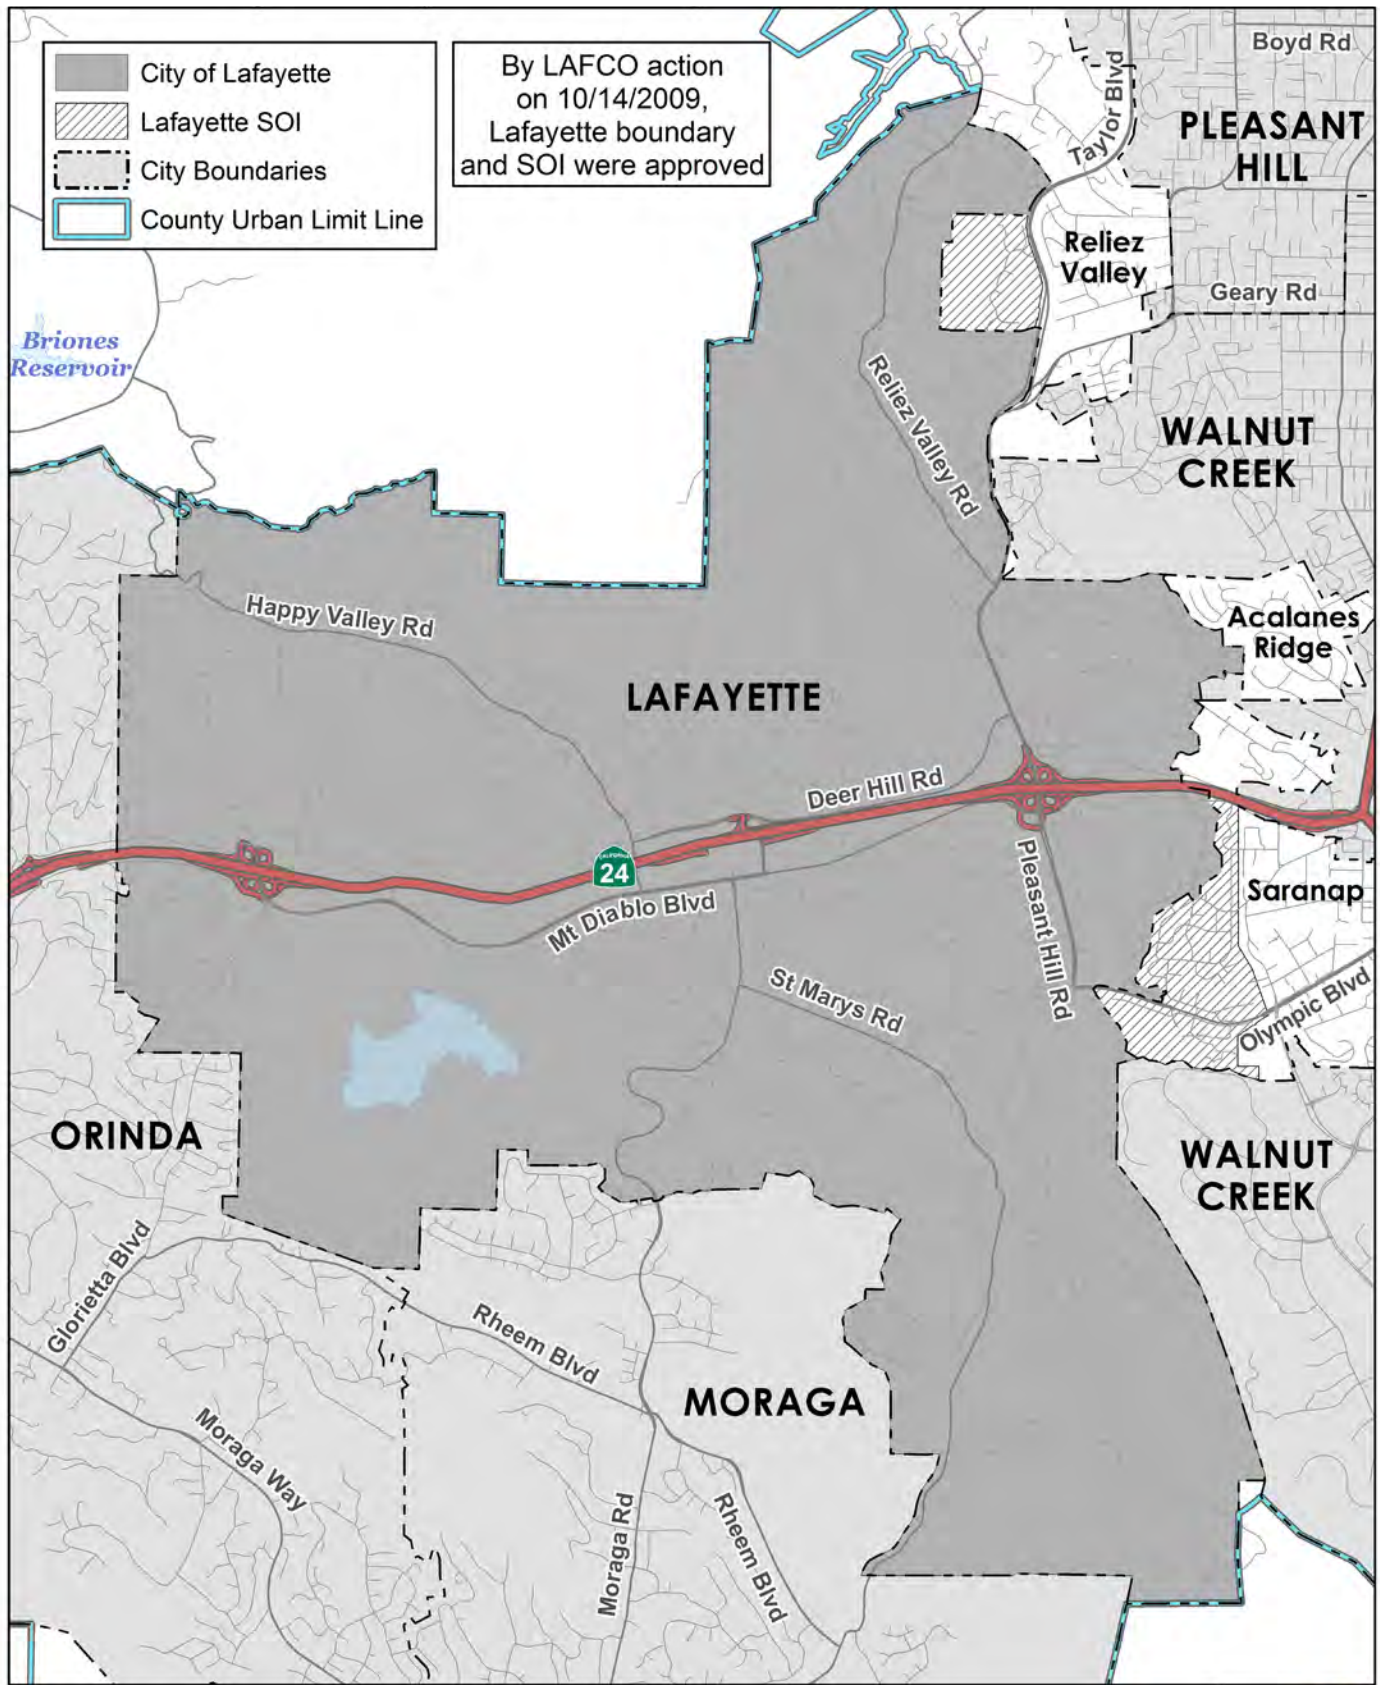 City of Lafayette
Lafayette SOI
City Boundaries
County Urban Limit Line
By LAFCO action
on 10/14/2009,
Lafayette boundary
and SOI were approved
Boyd Rd
Taylor Blvd
PLEASANT
HILL
Reliez
Valley
Geary Rd
Briones
Reservoir
Reliez Valley Rd
WALNUT
CREEK
Happy Valley Rd
Acalanes
Ridge
LAFAYETTE
Deer Hill Rd
CALIFORNIA
24
Mt Diablo Blvd
Pleasant Hill Rd
Saranap
St Marys Rd
Olympic Blvd
ORINDA
WALNUT
CREEK
Glorietta Blvd
Rheem Blvd
MORAGA
Moraga Way
Moraga Rd
Rheem Blvd